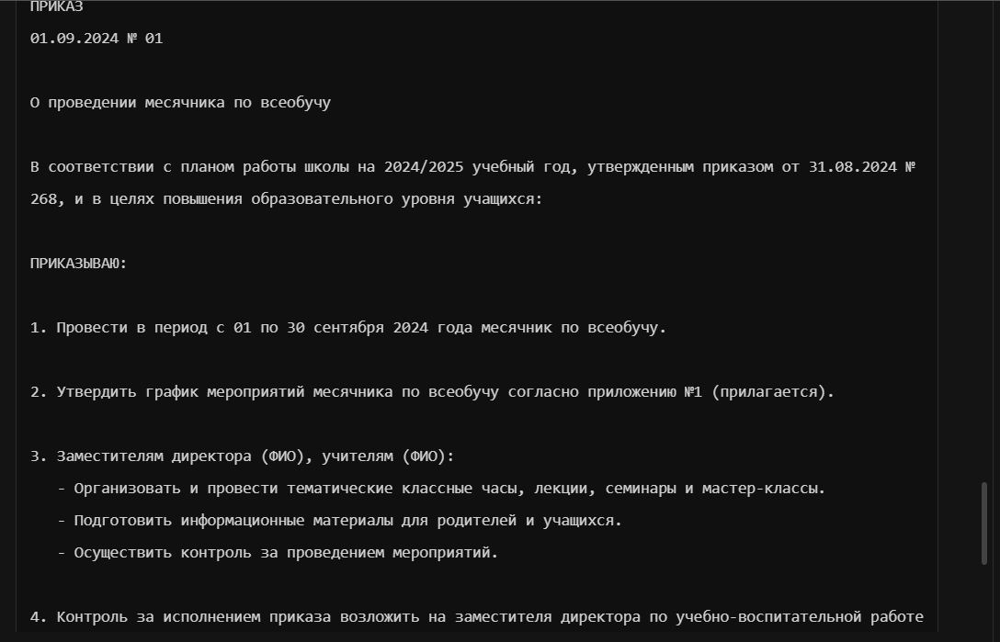 ПРИКАЗ
01.09.2024 № 01
О проведении месячника по всеобучу
В соответствии с планом работы школы на 2024/2025 учебный год, утвержденным приказом от 31.08.2024 №
268, и в целях повышения образовательного уровня учащихся:
ПРИКАЗЫВАЮ:
1. Провести в период с 01 по 30 сентября 2024 года месячник по всеобучу.
2. Утвердить график мероприятий месячника по всеобучу согласно приложению №1 (прилагается).
3. Заместителям директора (ФИО), учителям (ФИО):
- Организовать и провести тематические классные часы, лекции, семинары и мастер-классы.
- Подготовить информационные материалы для родителей и учащихся.
- Осуществить контроль за проведением мероприятий.
4. Контроль за исполнением приказа возложить на заместителя директора по учебно-воспитательной работе